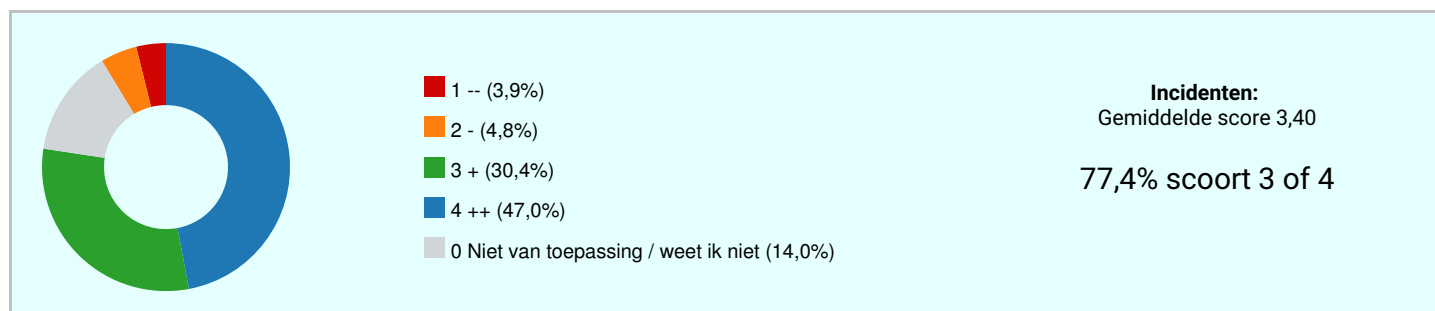 1 -- (3,9%)
2 - (4,8%)
3 + (30,4%)
4 ++ (47,0%)
0 Niet van toepassing / weet ik niet (14,0%)
Incidenten:
Gemiddelde score 3,40
77,4% scoort 3 of 4